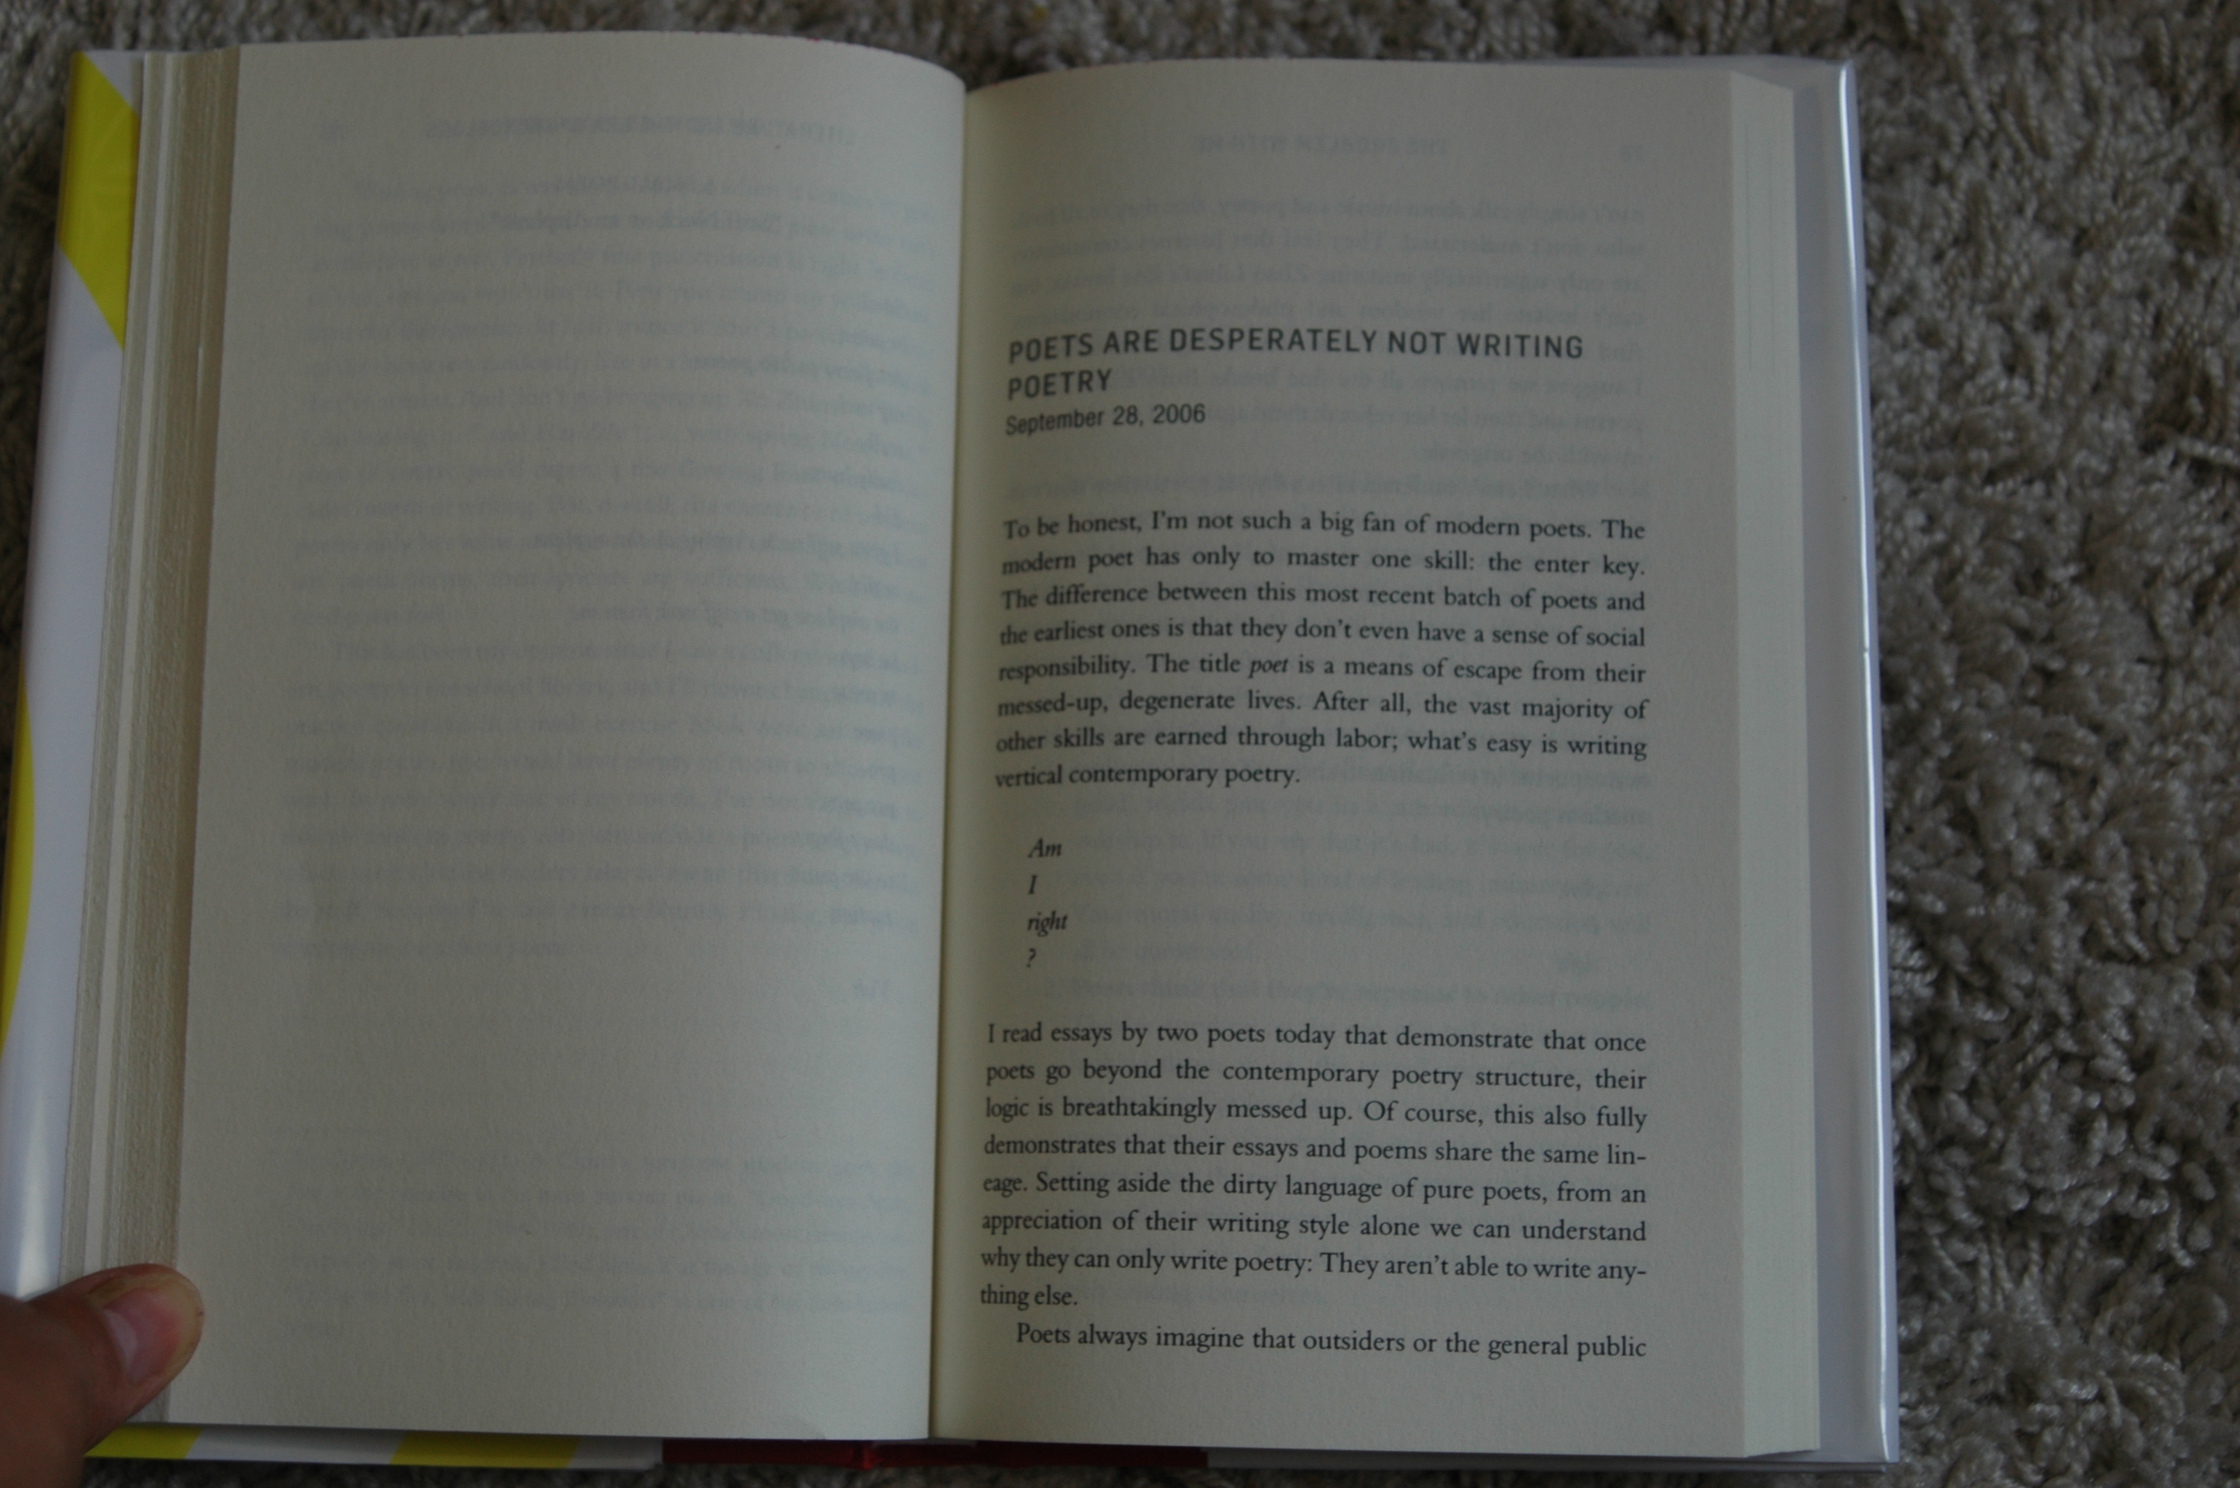 POETS ARE DESPERATELY NOT WRITING
POETRY
September 28, 2006
To be honest, I'm not such a big fan of modern poets. The
modern poet has only to master one skill: the enter key.
The difference between this most recent batch of poets and
the earliest ones is that they don't even have a sense of social
responsibility. The title poet is a means of escape from their
messed-up, degenerate lives. After all, the vast majority of
other skills are earned through labor; what's easy is writing
vertical contemporary poetry.
Am
I
right
?
I read essays by two poets today that demonstrate that once
poets go beyond the contemporary poetry structure, their
logic is breathtakingly messed up. Of course, this also fully
demonstrates that their essays and poems share the same lin-
eage. Setting aside the dirty language of pure poets, from an
appreciation of their writing style alone we can understand
why they can only write poetry: They aren't able to write any-
thing else.
Poets always imagine that outsiders or the general public